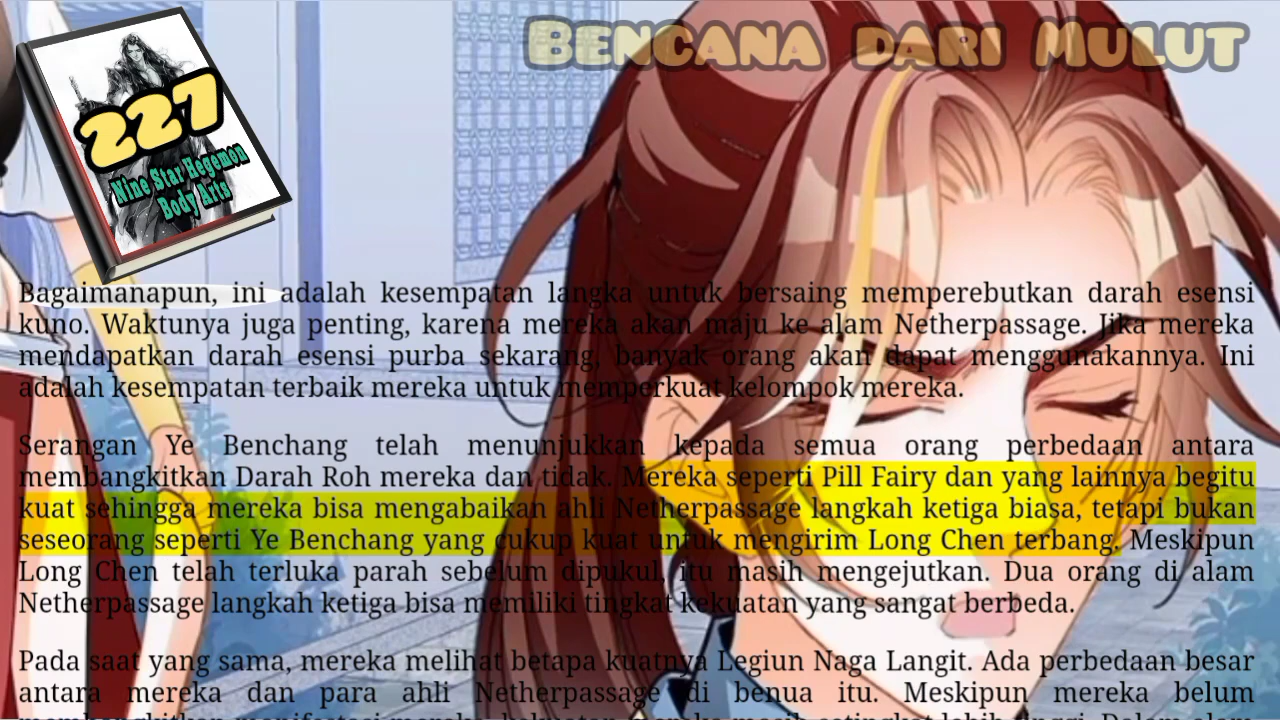 Bencana dari Mulut
227
Nine Star Hegemon
Body Arts
Bagaimanapun, ini adalah kesempatan langka untuk bersaing memperebutkan darah esensi
kuno. Waktunya juga penting, karena mereka akan maju ke alam Netherpassage. Jika mereka
mendapatkan darah esensi purba sekarang, banyak orang akan dapat menggunakannya. Ini
adalah kesempatan terbaik mereka untuk memperkuat kelompok mereka.
Serangan Ye Benchang telah menunjukkan kepada semua orang perbedaan antara
membangkitkan Darah Roh mereka dan tidak. Mereka seperti Pill Fairy dan yang lainnya begitu
kuat sehingga mereka bisa mengabaikan ahli Netherpassage langkah ketiga biasa, tetapi bukan
seseorang seperti Ye Benchang yang cukup kuat untuk mengirim Long Chen terbang. Meskipun
Long Chen telah terluka parah sebelum dipukul, itu masih mengejutkan. Dua orang di alam
Netherpassage langkah ketiga bisa memiliki tingkat kekuatan yang sangat berbeda.
Pada saat yang sama, mereka melihat betapa kuatnya Legiun Naga Langit. Ada perbedaan besar
antara mereka dan para ahli Netherpassage di benua itu. Meskipun mereka belum